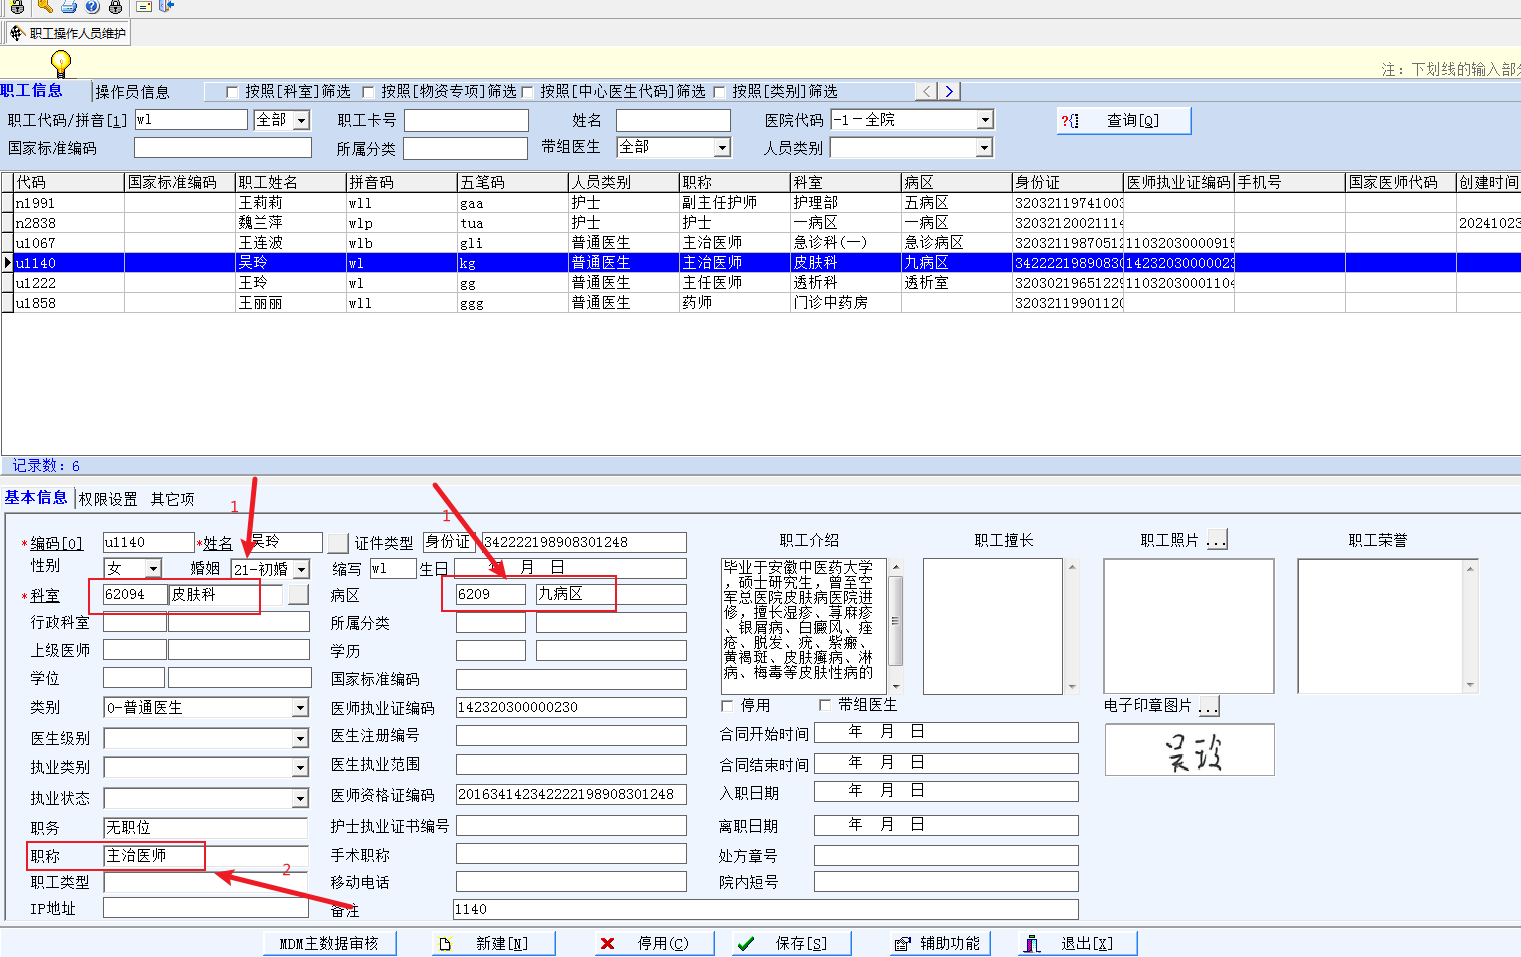 职工操作人员维护
注：下划线的输入部分
职工信息 操作员信息 按照[科室]筛选 按照[物资专项]筛选 按照[中心医生代码]筛选 按照[类别]筛选
职工代码/拼音[1] wl 全部 职工卡号 姓名 医院代码 -1－全院 查询[Q]
国家标准编码 所属分类 带组医生 全部 人员类别
代码 国家标准编码 职工姓名 拼音码 五笔码 人员类别 职称 科室 病区 身份证 医师执业证编码 手机号 国家医师代码 创建时间
n1991 王莉莉 wll gaa 护士 副主任护师 护理部 五病区 32032119741003
n2838 魏兰萍 wlp tua 护士 护士 一病区 一病区 32032120021114 20241023
u1067 王连波 wlb gli 普通医生 主治医师 急诊科(一) 急诊病区 32032119870512 11032030000915
u1140 吴玲 wl kg 普通医生 主治医师 皮肤科 九病区 34222219890830 14232030000023
u1222 王玲 wl gg 普通医生 主任医师 透析科 透析室 32030219651229 11032030001104
u1858 王丽丽 wll ggg 普通医生 药师 门诊中药房 32032119901120
记录数：6
基本信息 权限设置 其它项
1 1
*编码[0] u1140 *姓名 吴玲 证件类型 身份证 342222198908301248 职工介绍 职工擅长 职工照片 ... 职工荣誉
性别 女 婚姻 21-初婚 缩写 wl 生日 年 月 日
*科室 62094 皮肤科 病区 6209 九病区
行政科室 所属分类
上级医师 学历
学位 国家标准编码
毕业于安徽中医药大学
，硕士研究生，曾至空
军总医院皮肤病医院进
修，擅长湿疹、荨麻疹
、银屑病、白癜风、痤
疮、脱发、疣、紫癜、
黄褐斑、皮肤癣病、淋
病、梅毒等皮肤性病的
类别 0-普通医生 医师执业证编码 142320300000230 停用 带组医生 电子印章图片 ...
医生级别 医生注册编号 合同开始时间 年 月 日
吴玲
执业类别 医生执业范围 合同结束时间 年 月 日
执业状态 医师资格证编码 201634142342222198908301248 入职日期 年 月 日
职务 无职位 护士执业证书编号 离职日期 年 月 日
职称 主治医师 手术职称 处方章号
2
职工类型 移动电话 院内短号
IP地址 备注 1140
MDM主数据审核 新建[N] 停用(C) 保存[S] 辅助功能 退出[X]